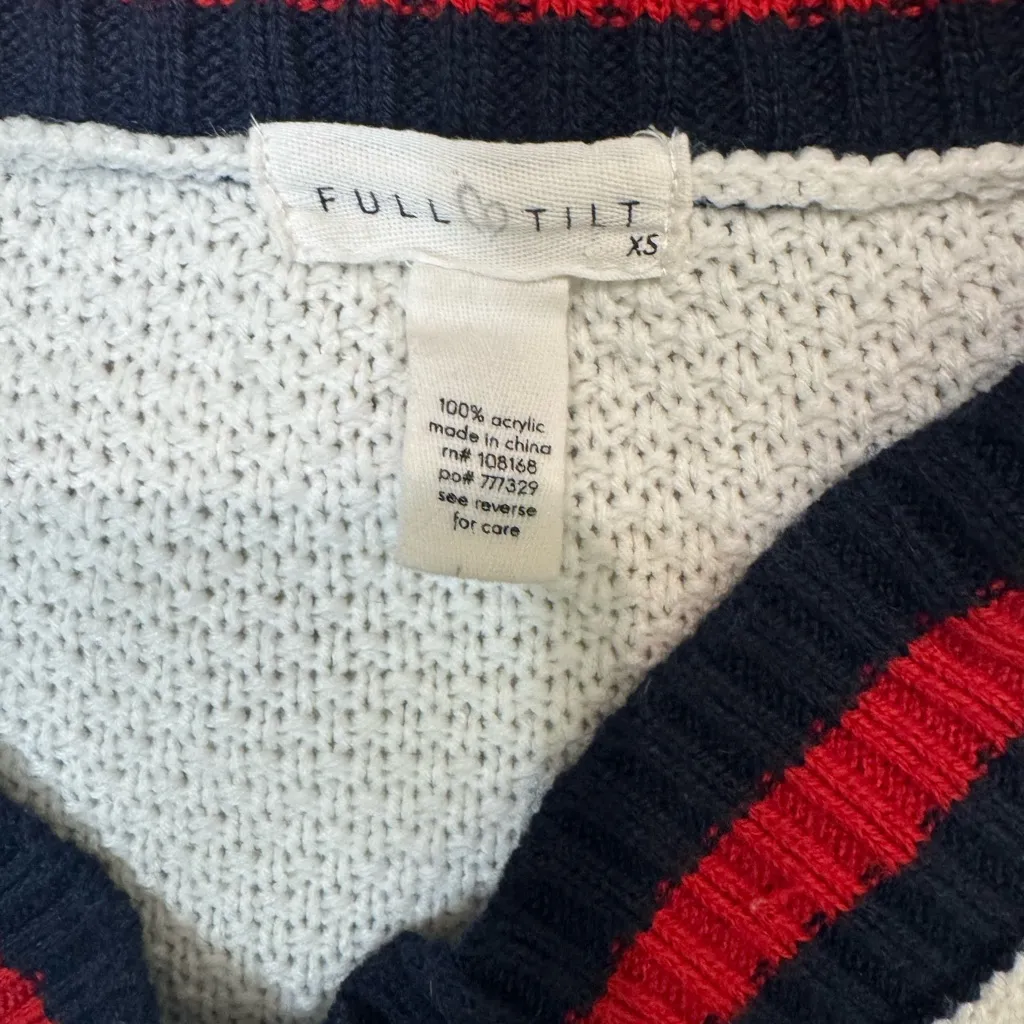 FULL TILT
XS
100% acrylic
made in china
rn# 108168
po# 777329
see reverse
for care